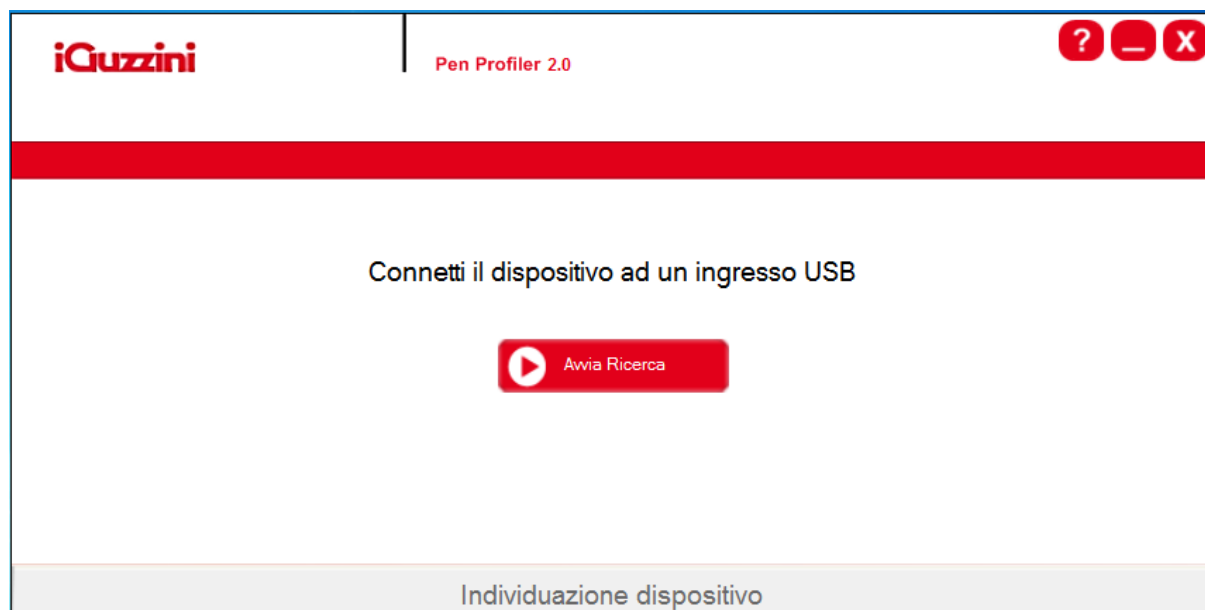 iGuzzini
Pen Profiler 2.0
? _ X
Connetti il dispositivo ad un ingresso USB
Avvia Ricerca
Individuazione dispositivo